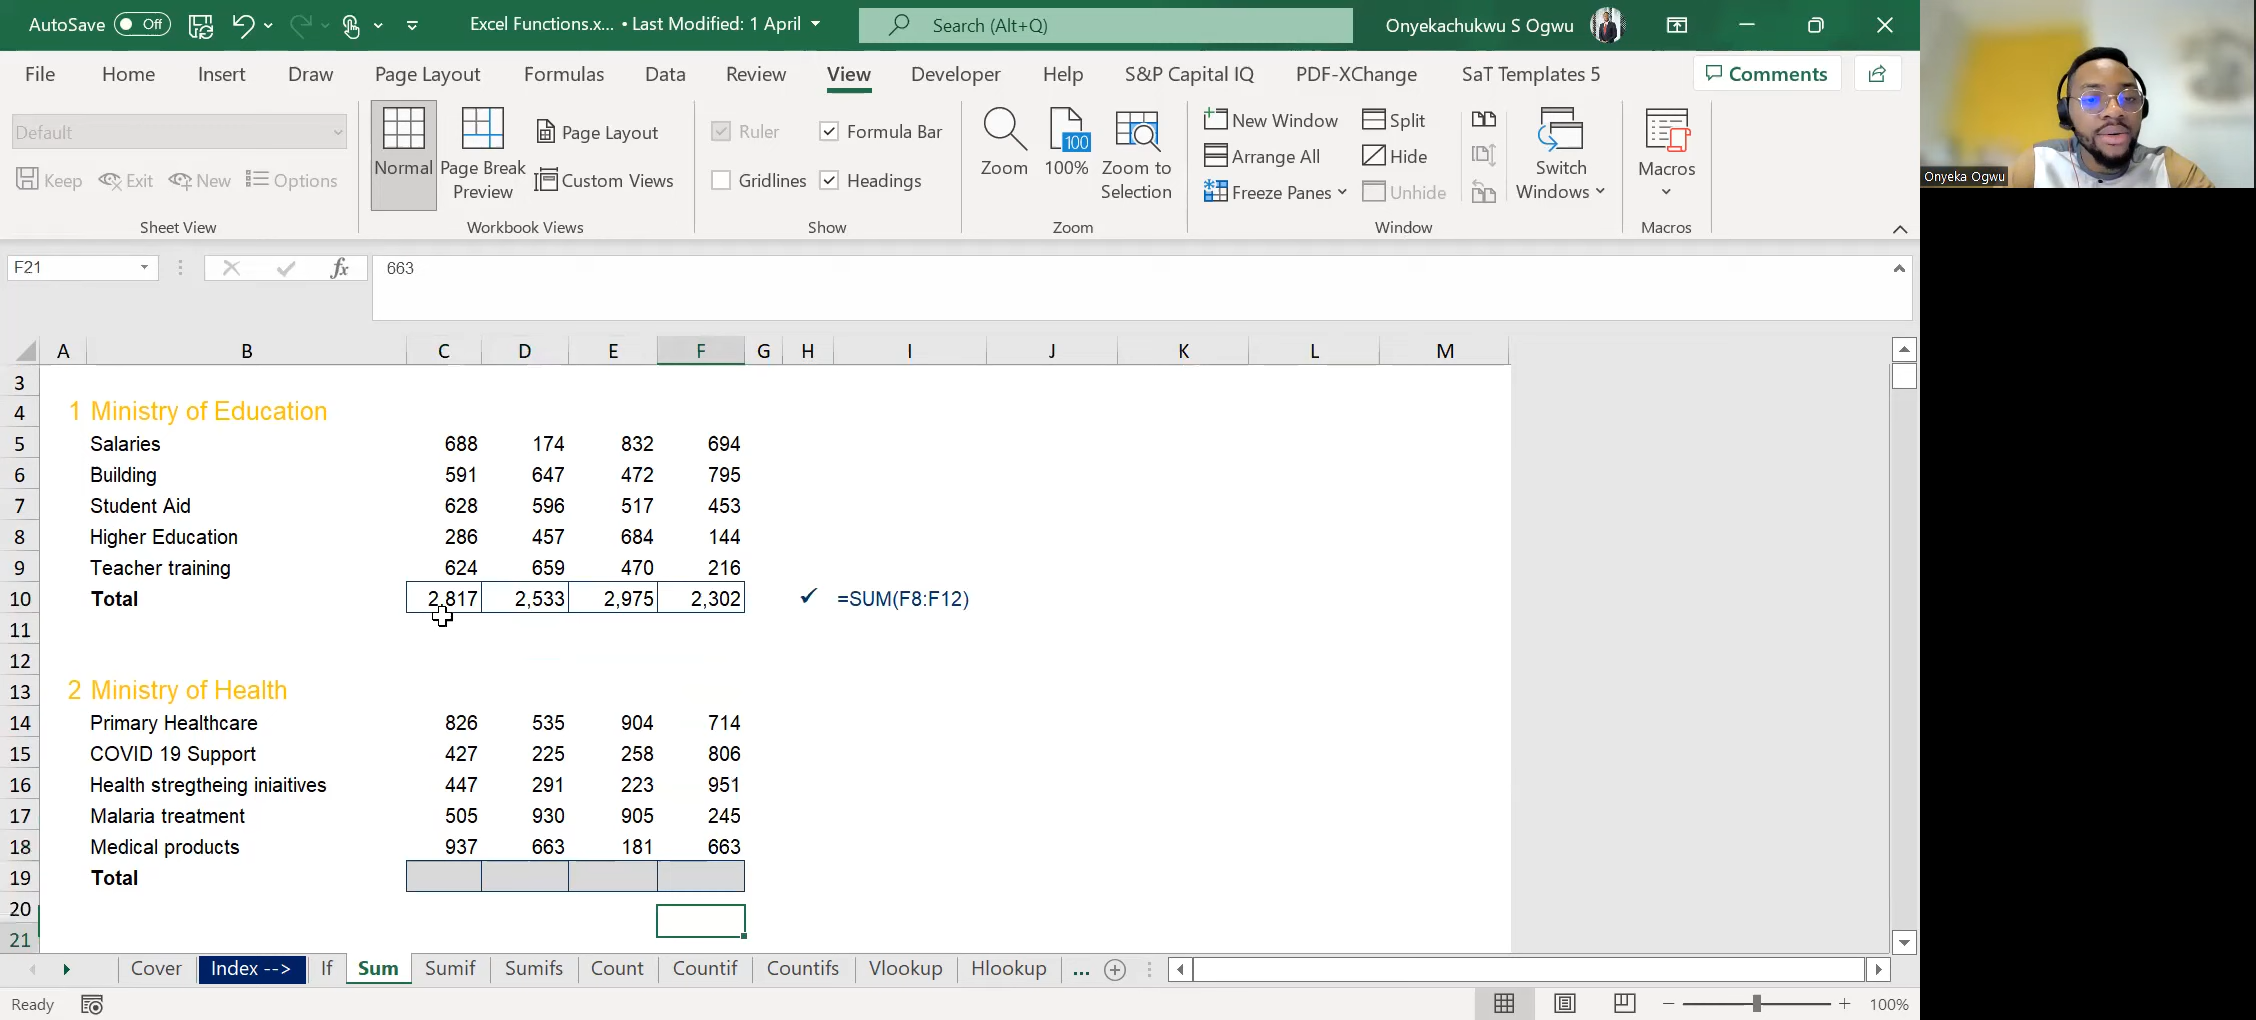 AutoSave Off Excel Functions.x... • Last Modified: 1 April Search (Alt+Q) Onyekachukwu S Ogwu
File Home Insert Draw Page Layout Formulas Data Review View Developer Help S&P Capital IQ PDF-XChange SaT Templates 5 Comments
Default
Keep Exit New Options
Sheet View
Normal
Page Break Preview
Page Layout
Custom Views
Workbook Views
Ruler Formula Bar
Gridlines Headings
Show
Zoom
100
100%
Zoom to Selection
Zoom
New Window
Arrange All
Freeze Panes
Split
Hide
Unhide
Switch Windows
Window
Macros
Macros
Onyeka Ogwu
F21 fx 663
A B C D E F G H I J K L M
3
4 1 Ministry of Education
5 Salaries 688 174 832 694
6 Building 591 647 472 795
7 Student Aid 628 596 517 453
8 Higher Education 286 457 684 144
9 Teacher training 624 659 470 216
10 Total 2,817 2,533 2,975 2,302 ✓ =SUM(F8:F12)
11
12
13 2 Ministry of Health
14 Primary Healthcare 826 535 904 714
15 COVID 19 Support 427 225 258 806
16 Health stregtheing iniaitives 447 291 223 951
17 Malaria treatment 505 930 905 245
18 Medical products 937 663 181 663
19 Total
20
21
Cover Index --> If Sum Sumif Sumifs Count Countif Countifs Vlookup Hlookup ...
Ready 100%